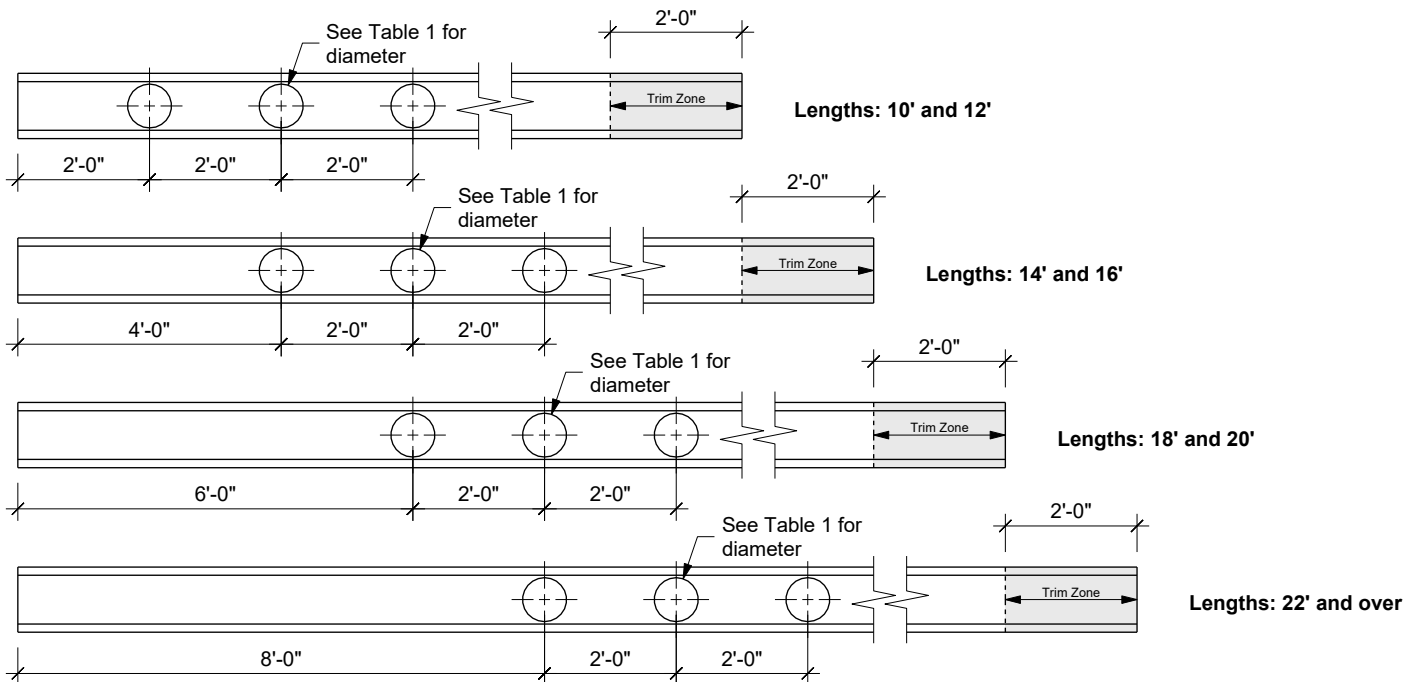 2'-0"
See Table 1 for
diameter
Trim Zone
Lengths: 10' and 12'
2'-0"
2'-0"
2'-0"
2'-0"
See Table 1 for
diameter
Trim Zone
Lengths: 14' and 16'
4'-0"
2'-0"
2'-0"
2'-0"
See Table 1 for
diameter
Trim Zone
Lengths: 18' and 20'
6'-0"
2'-0"
2'-0"
2'-0"
See Table 1 for
diameter
Trim Zone
Lengths: 22' and over
8'-0"
2'-0"
2'-0"